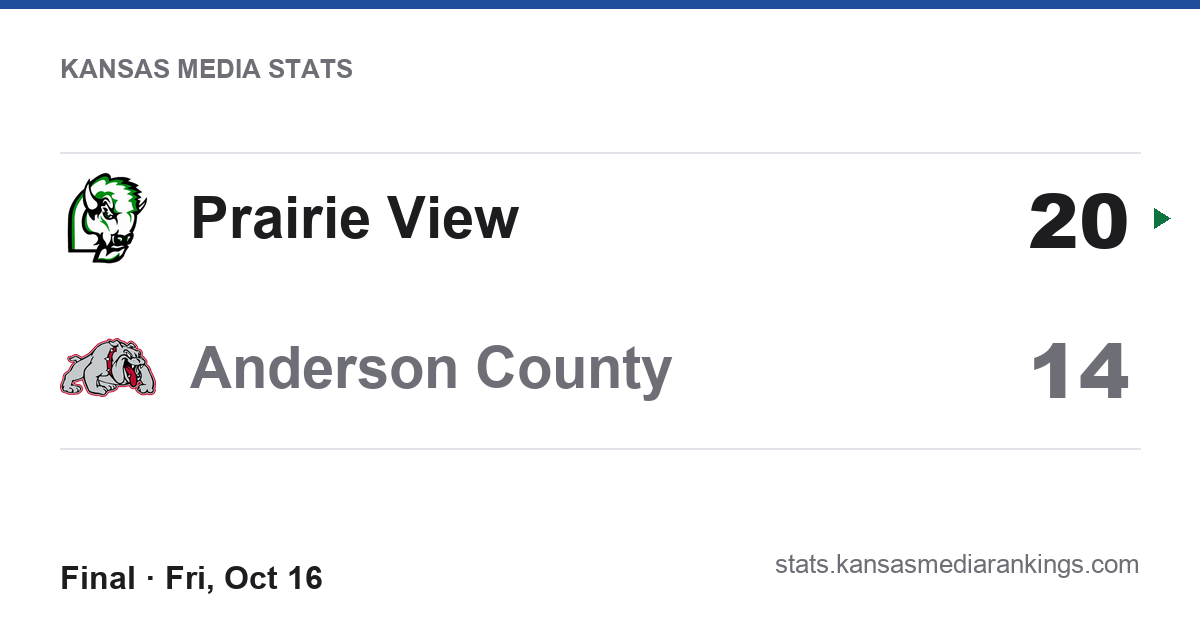 KANSAS MEDIA STATS
Prairie View 20
Anderson County 14
Final · Fri, Oct 16
stats.kansasmediarankings.com